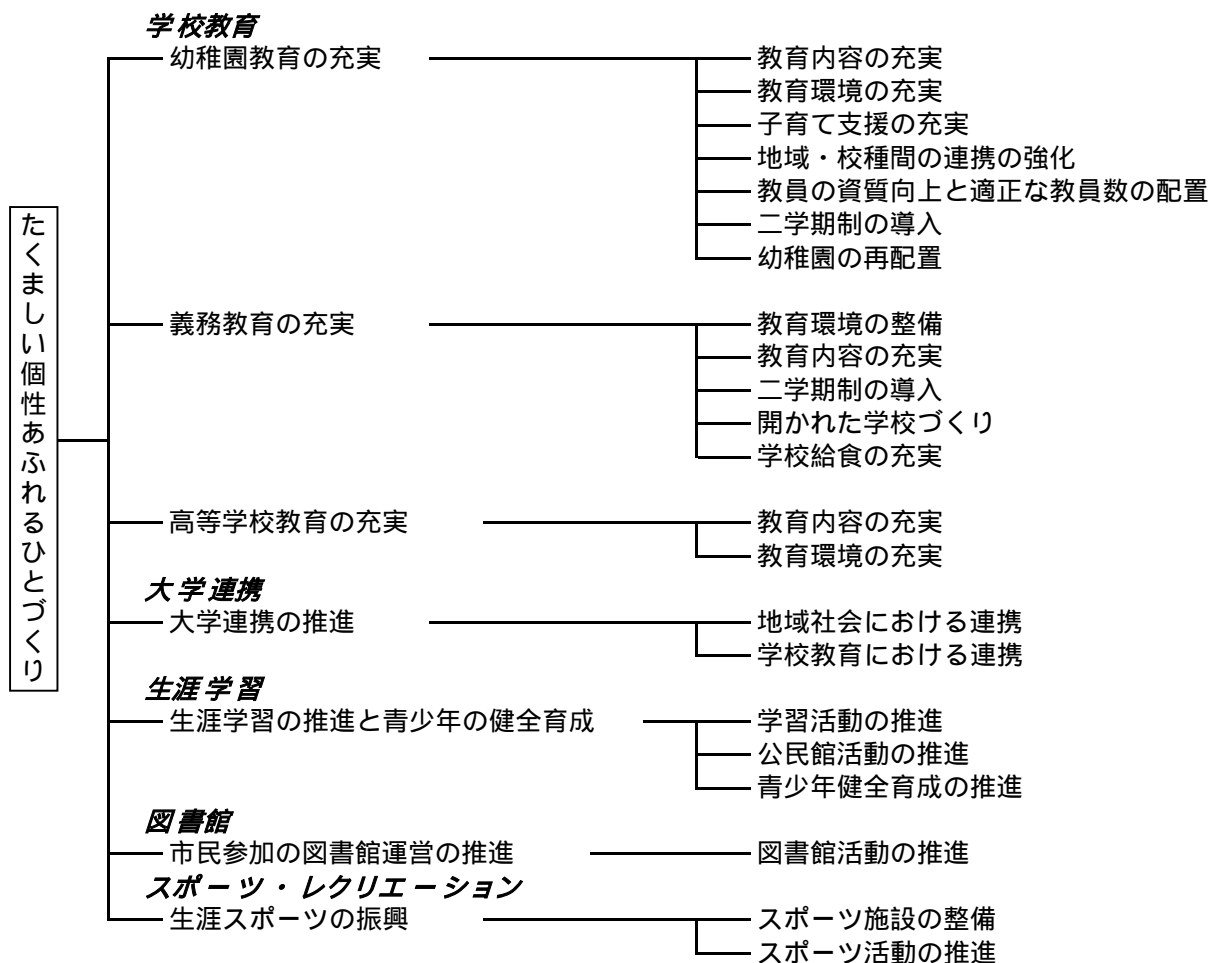 たくましい個性あふれるひとづくり
学校教育
幼稚園教育の充実
教育内容の充実
教育環境の充実
子育て支援の充実
地域・校種間の連携の強化
教員の資質向上と適正な教員数の配置
二学期制の導入
幼稚園の再配置
義務教育の充実
教育環境の整備
教育内容の充実
二学期制の導入
開かれた学校づくり
学校給食の充実
高等学校教育の充実
教育内容の充実
教育環境の充実
大学連携
大学連携の推進
地域社会における連携
学校教育における連携
生涯学習
生涯学習の推進と青少年の健全育成
学習活動の推進
公民館活動の推進
青少年健全育成の推進
図書館
市民参加の図書館運営の推進
図書館活動の推進
スポーツ・レクリエーション
生涯スポーツの振興
スポーツ施設の整備
スポーツ活動の推進